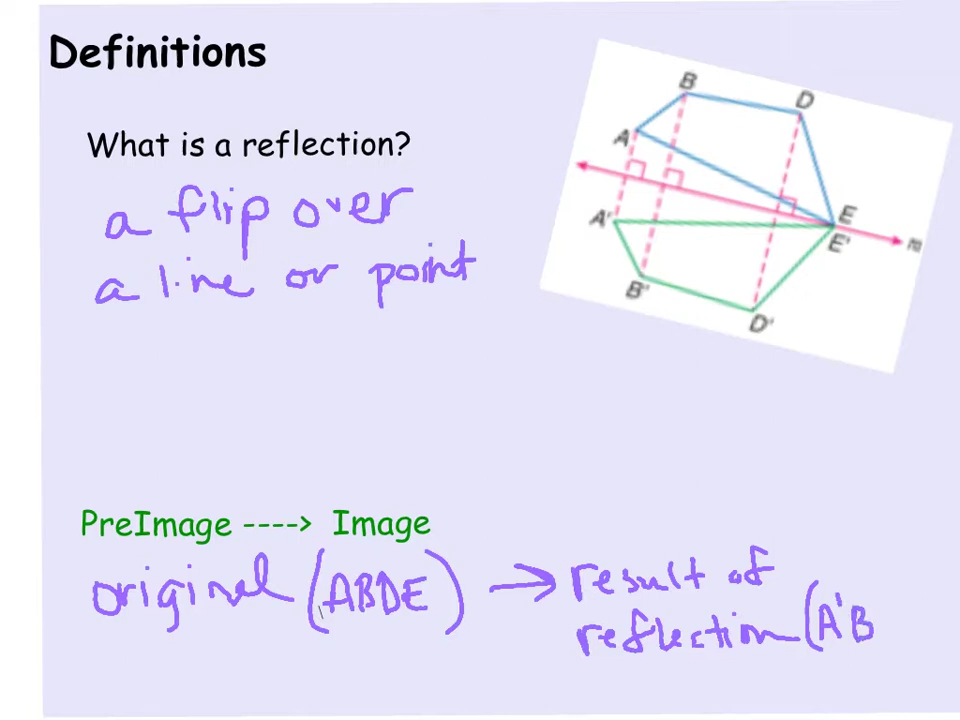 Definitions
What is a reflection?
a flip over
a line or point
B
D
A
E
A'
E'
m
B'
D'
PreImage ----> Image
original (ABDE) → result of
reflection (A'B